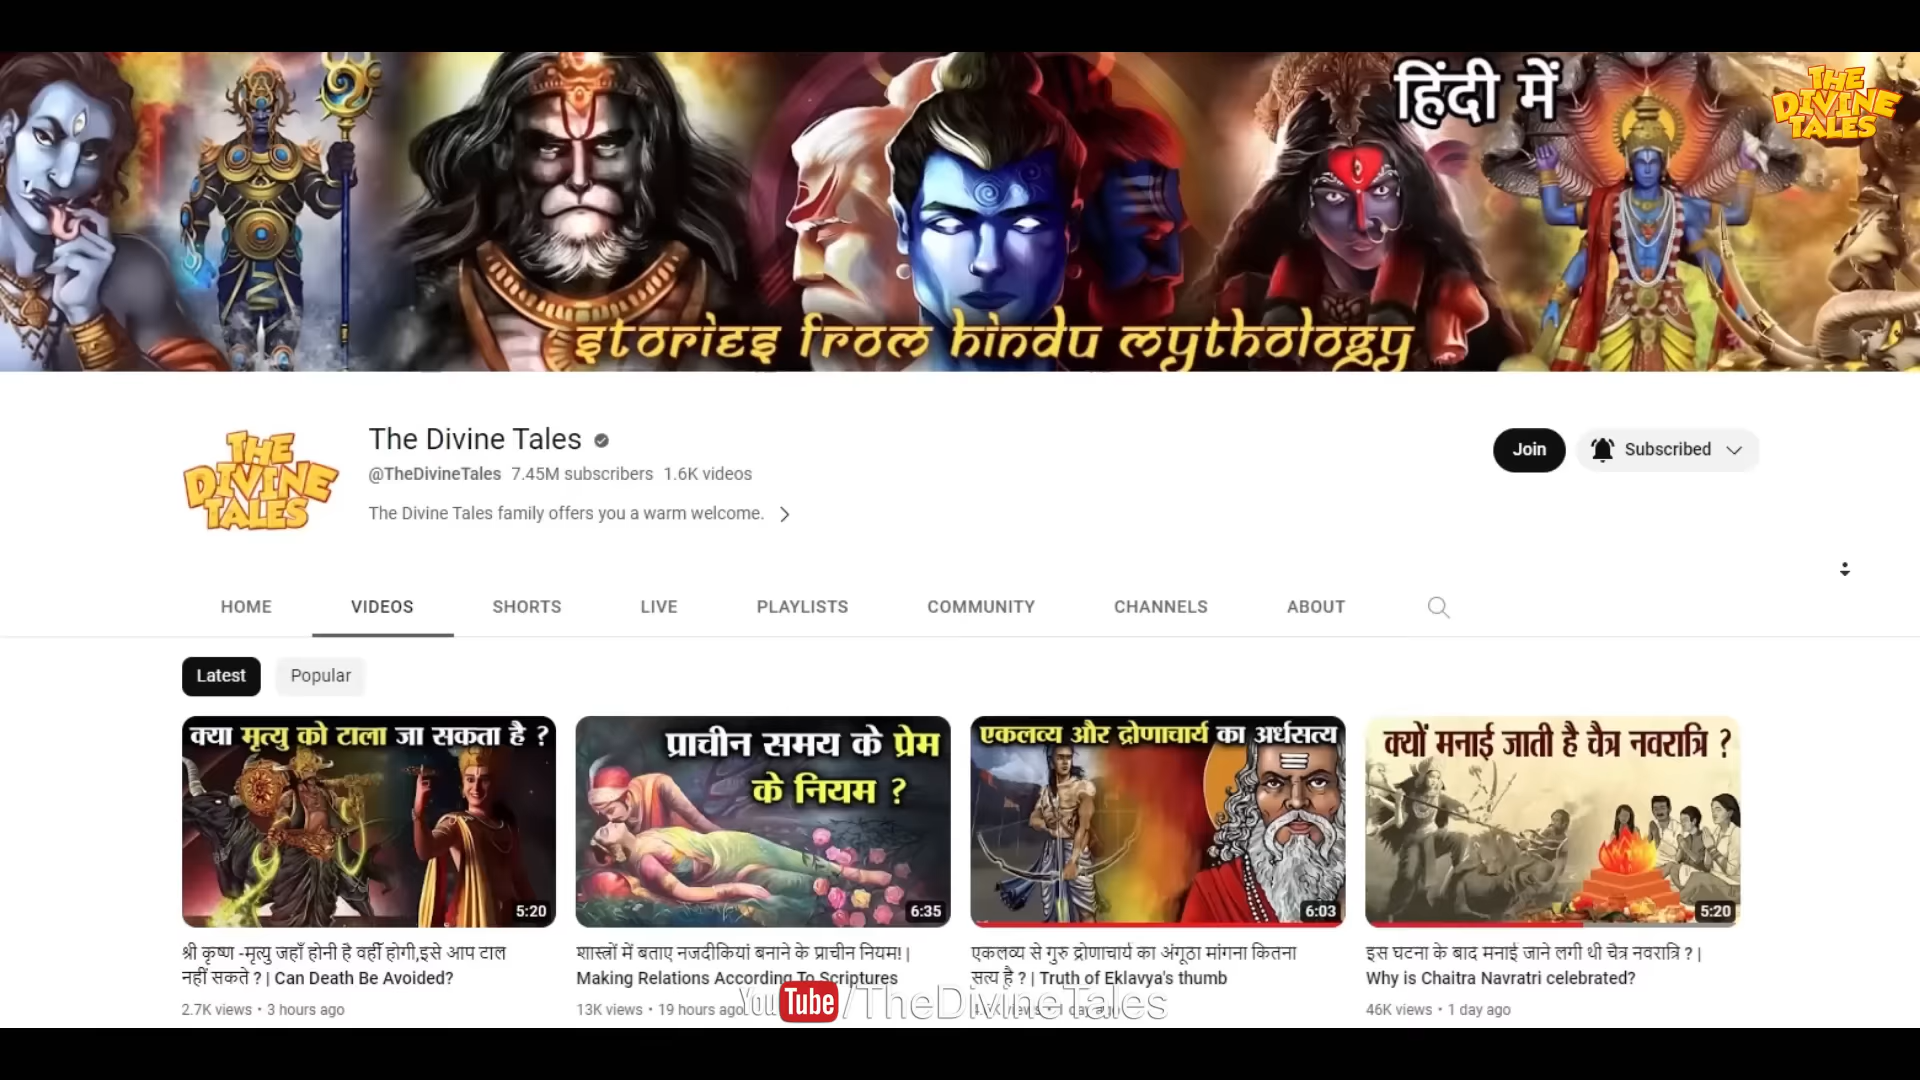 हिंदी में
THE
DIVINE
TALES
stories from hindu mythology
THE
DIVINE
TALES
The Divine Tales
@TheDivineTales 7.45M subscribers 1.6K videos
The Divine Tales family offers you a warm welcome.
Join
Subscribed
HOME VIDEOS SHORTS LIVE PLAYLISTS COMMUNITY CHANNELS ABOUT
Latest Popular
क्या मृत्यु को टाला जा सकता है ?
5:20
श्री कृष्ण -मृत्यु जहाँ होनी है वहीँ होगी,इसे आप टाल
नहीं सकते ? | Can Death Be Avoided?
2.7K views • 3 hours ago
प्राचीन समय के प्रेम
के नियम ?
6:35
शास्त्रों में बताए नजदीकियां बनाने के प्राचीन नियम! |
Making Relations According To Scriptures
13K views • 19 hours ago
एकलव्य और द्रोणाचार्य का अर्धसत्य
6:03
एकलव्य से गुरु द्रोणाचार्य का अंगूठा मांगना कितना
सत्य है ? | Truth of Eklavya's thumb
1 day ago
क्यों मनाई जाती है चैत्र नवरात्रि ?
5:20
इस घटना के बाद मनाई जाने लगी थी चैत्र नवरात्रि ? |
Why is Chaitra Navratri celebrated?
46K views • 1 day ago
YouTube/TheDivineTales